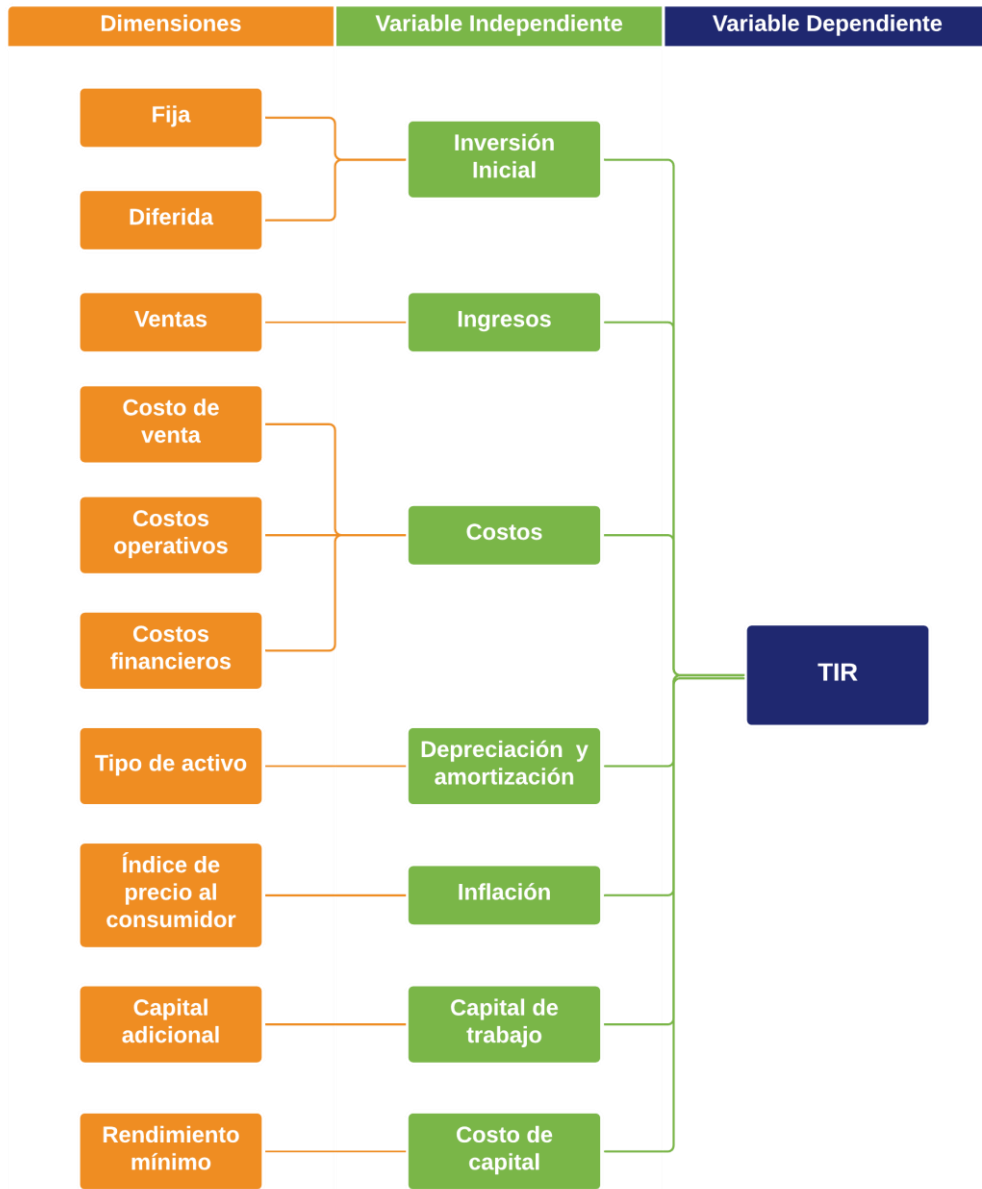 Dimensiones
Variable Independiente
Variable Dependiente
Fija
Diferida
Inversión
Inicial
Ventas
Ingresos
Costo de
venta
Costos
operativos
Costos
financieros
Costos
TIR
Tipo de activo
Depreciación  y
amortización
Índice de
precio al
consumidor
Inflación
Capital
adicional
Capital de
trabajo
Rendimiento
mínimo
Costo de
capital